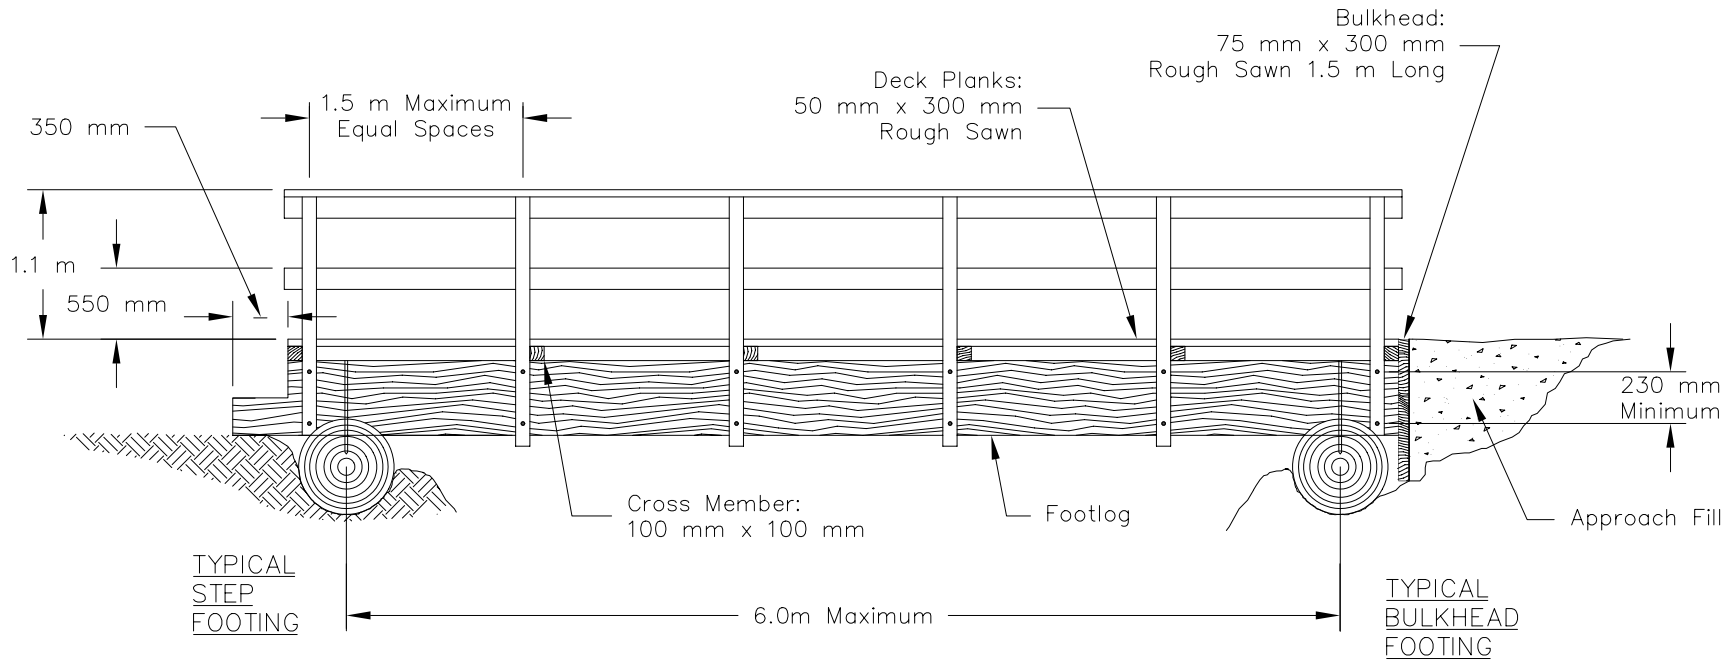 Bulkhead:
75 mm x 300 mm
Rough Sawn 1.5 m Long
Deck Planks:
50 mm x 300 mm
Rough Sawn
1.5 m Maximum
Equal Spaces
350 mm
1.1 m
550 mm
230 mm
Minimum
Cross Member:
100 mm x 100 mm
Footlog
Approach Fill
TYPICAL
STEP
FOOTING
6.0m Maximum
TYPICAL
BULKHEAD
FOOTING